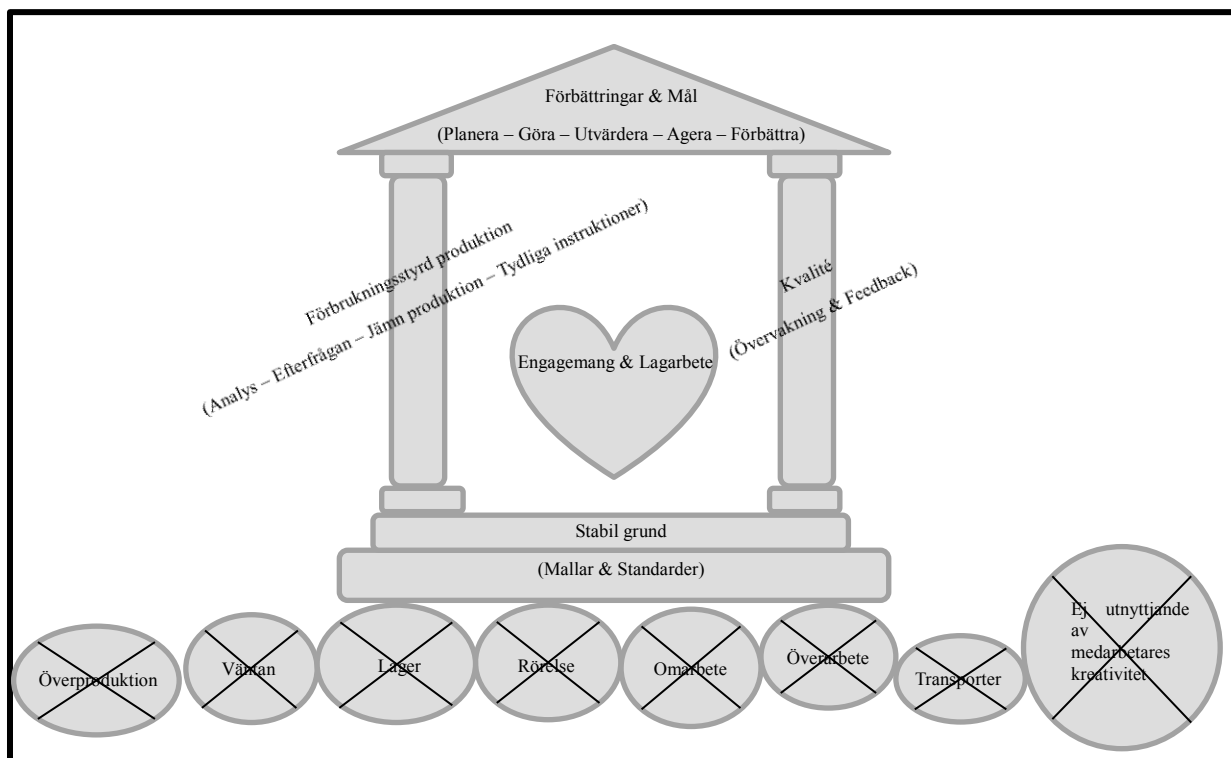 Förbättringar & Mål
(Planera – Göra – Utvärdera – Agera – Förbättra)
Förbrukningsstyrd produktion
(Analys – Efterfrågan – Jämn produktion – Tydliga instruktioner)
Kvalité
(Övervakning & Feedback)
Engagemang & Lagarbete
Stabil grund
(Mallar & Standarder)
Överproduktion
Väntan
Lager
Rörelse
Omarbete
Överarbete
Transporter
Ej utnyttjande
av
medarbetares
kreativitet